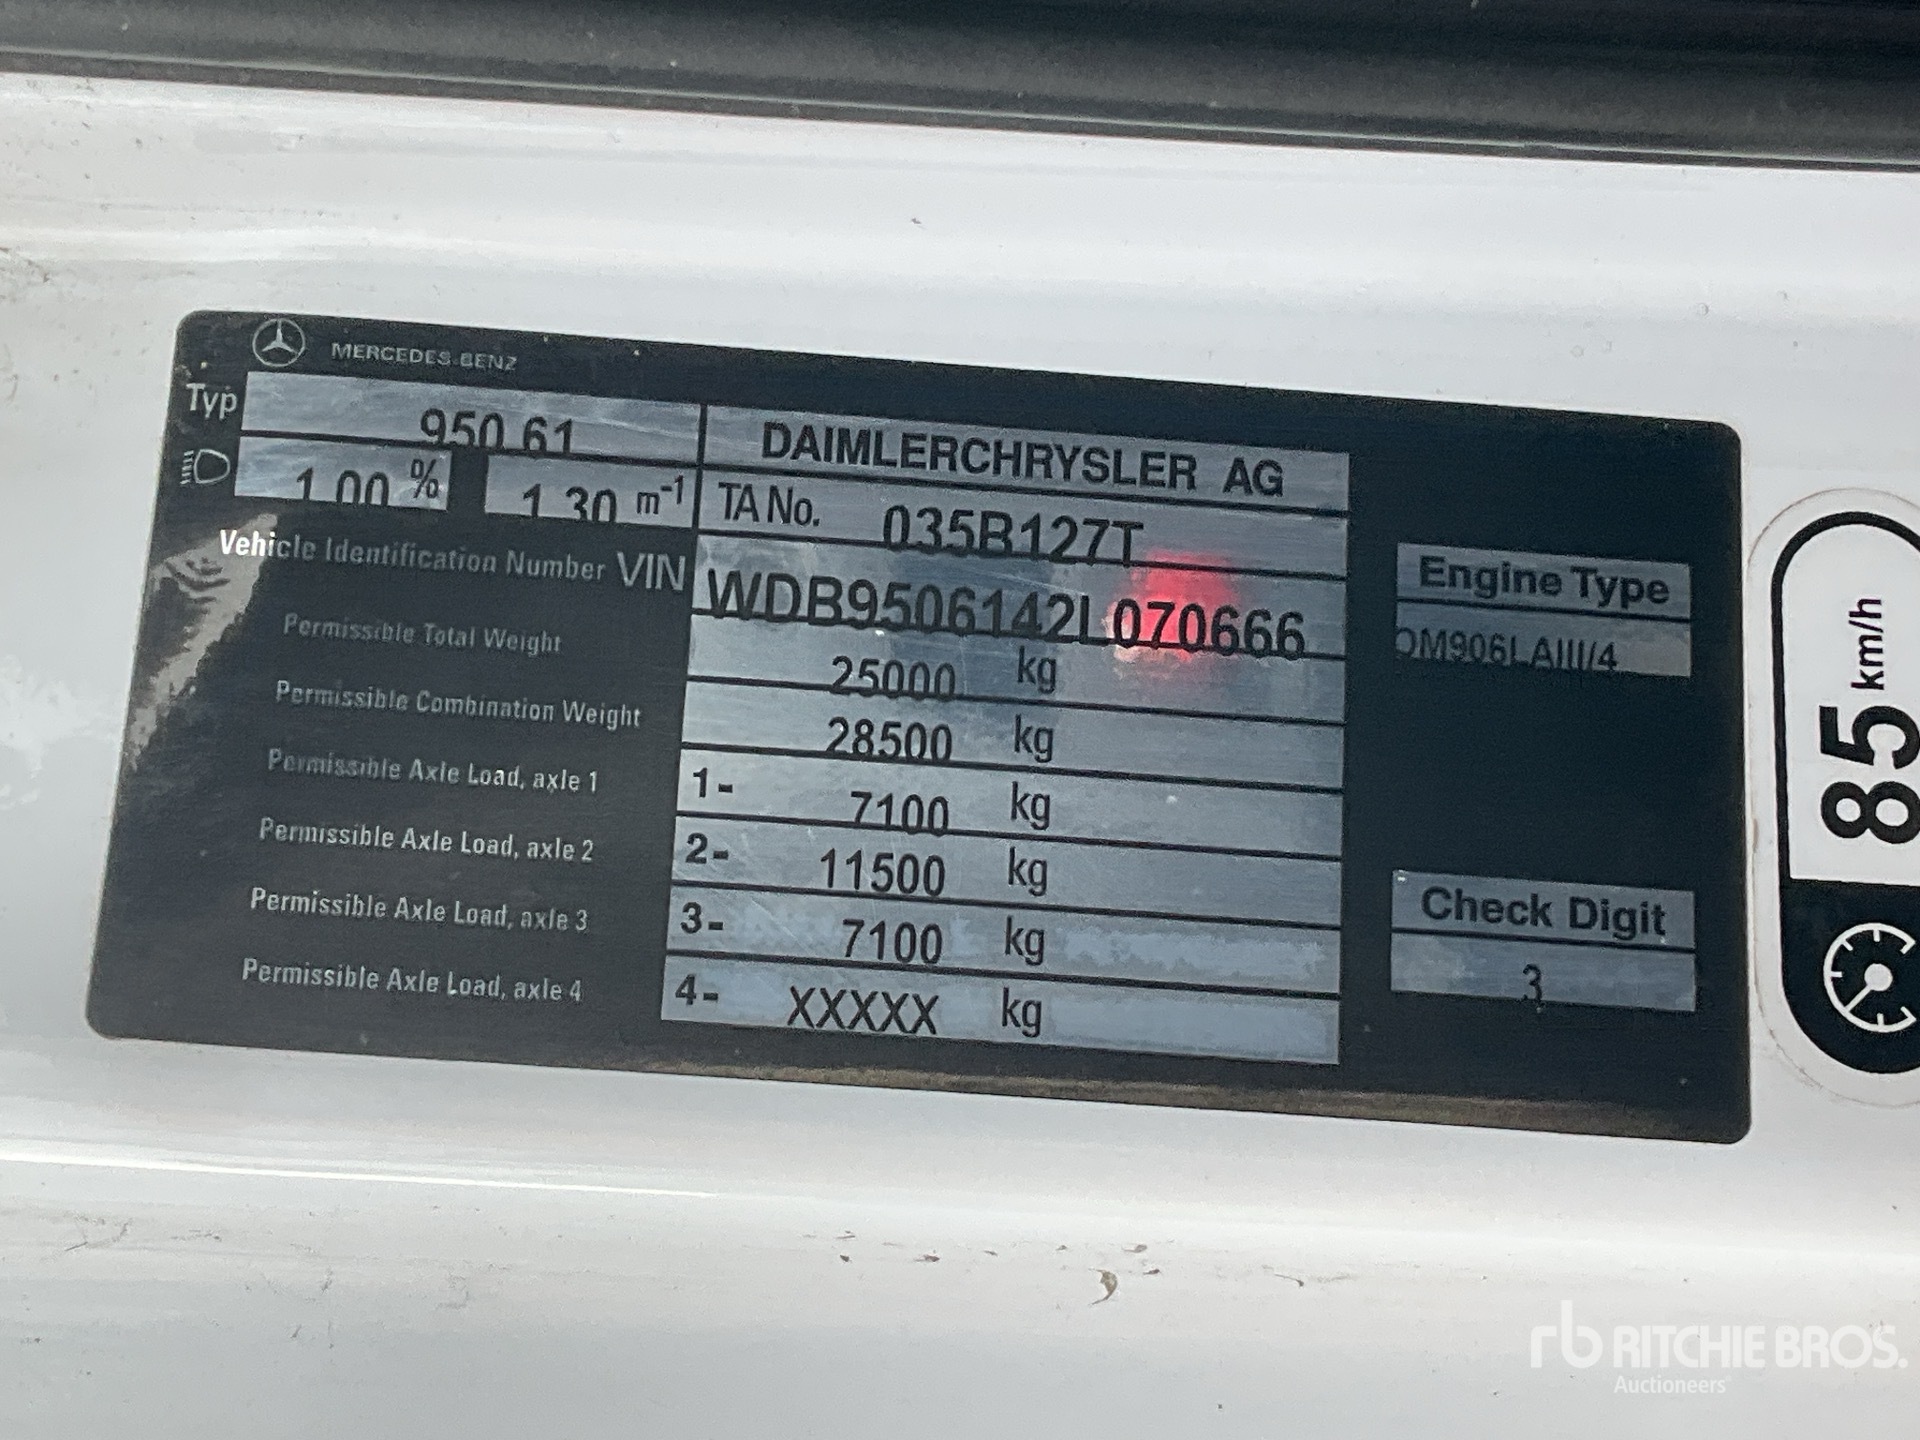 MERCEDES-BENZ
Typ 950.61 DAIMLERCHRYSLER AG
1.00 % 1.30 m-1 TA No. 035B127T
Vehicle Identification Number VIN WDB9506142L070666
Engine Type
OM906LAIII/4
Permissible Total Weight 25000 kg
Permissible Combination Weight 28500 kg
Permissible Axle Load, axle 1 1- 7100 kg
Permissible Axle Load, axle 2 2- 11500 kg
Permissible Axle Load, axle 3 3- 7100 kg
Permissible Axle Load, axle 4 4- XXXXX kg
Check Digit
3
85 km/h
rb RITCHIE BROS.
Auctioneers